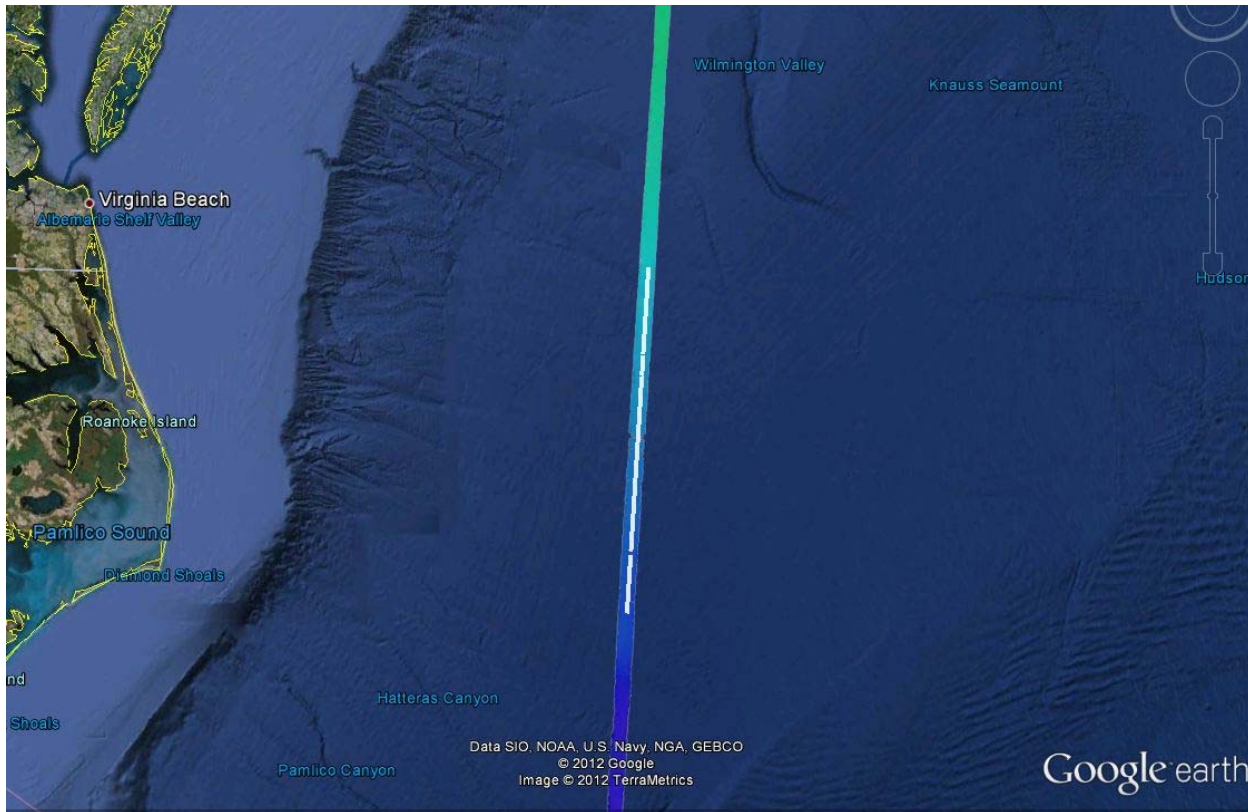 Wilmington Valley
Knauss Seamount
Virginia Beach
Albemarle Shelf Valley
Hudson
Roanoke Island
Pamlico Sound
Diamond Shoals
nd
Shoals
Hatteras Canyon
Pamlico Canyon
Data SIO, NOAA, U.S. Navy, NGA, GEBCO
© 2012 Google
Image © 2012 TerraMetrics
Google earth